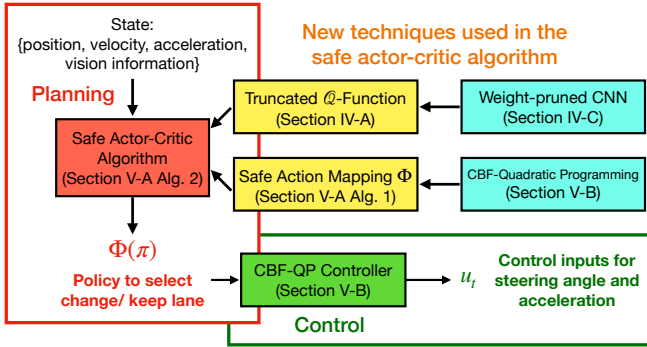 State:
{position, velocity, acceleration,
vision information}
New techniques used in the
safe actor-critic algorithm
Planning
Truncated 𝒬-Function
(Section IV-A)
Weight-pruned CNN
(Section IV-C)
Safe Actor-Critic
Algorithm
(Section V-A Alg. 2)
Safe Action Mapping Φ
(Section V-A Alg. 1)
CBF-Quadratic Programming
(Section V-B)
Φ(π)
Policy to select
change/ keep lane
CBF-QP Controller
(Section V-B)
u_t
Control inputs for
steering angle and
acceleration
Control